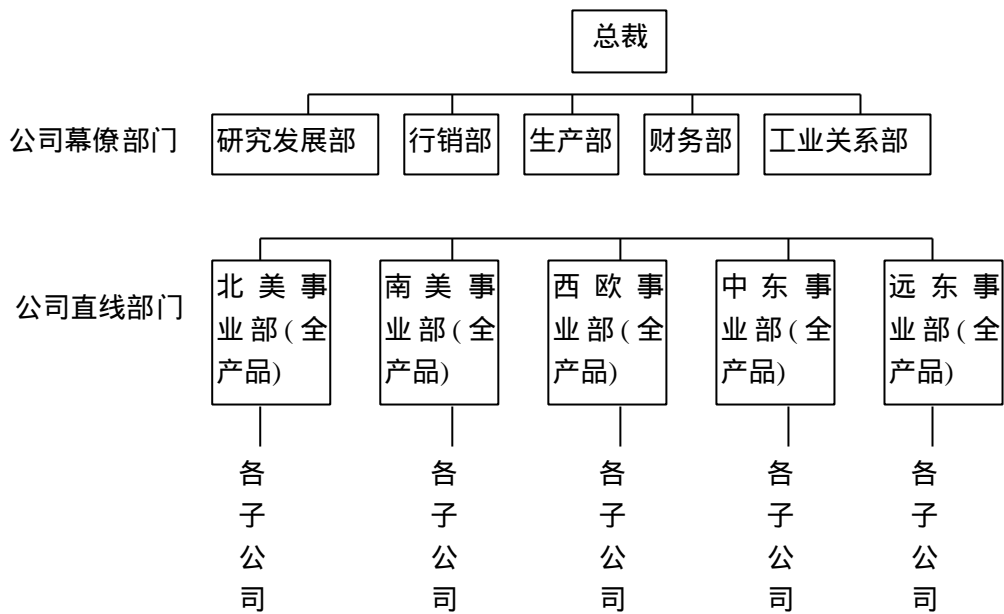 总裁
公司幕僚部门
研究发展部
行销部
生产部
财务部
工业关系部
公司直线部门
北美事
业部(全
产品)
南美事
业部(全
产品)
西欧事
业部(全
产品)
中东事
业部(全
产品)
远东事
业部(全
产品)
各
子
公
司
各
子
公
司
各
子
公
司
各
子
公
司
各
子
公
司